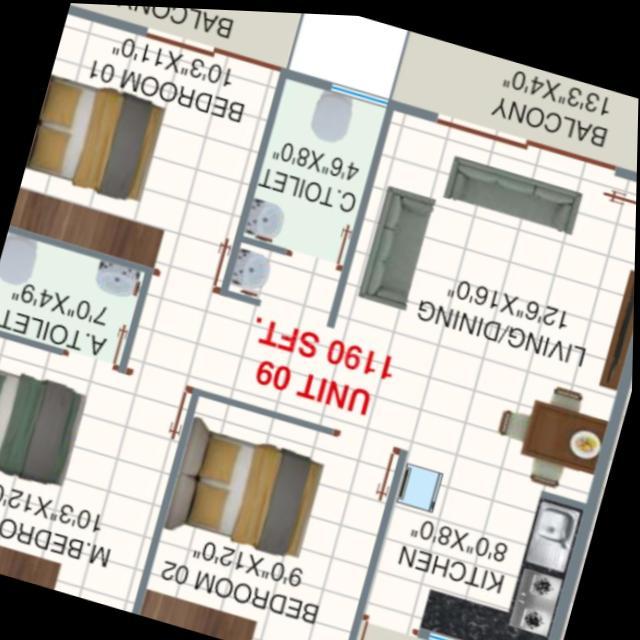 BALCONY
BEDROOM 01
10'3"X11'0"
C.TOILET
4'6"X8'0"
BALCONY
13'3"X4'0"
LIVING/DINING
12'6"X16'0"
A.TOILET
7'0"X4'9"
UNIT 09
1190 SFT.
M.BEDRO
10'3"X12'
BEDROOM 02
9'0"X12'0"
KITCHEN
8'0"X8'0"